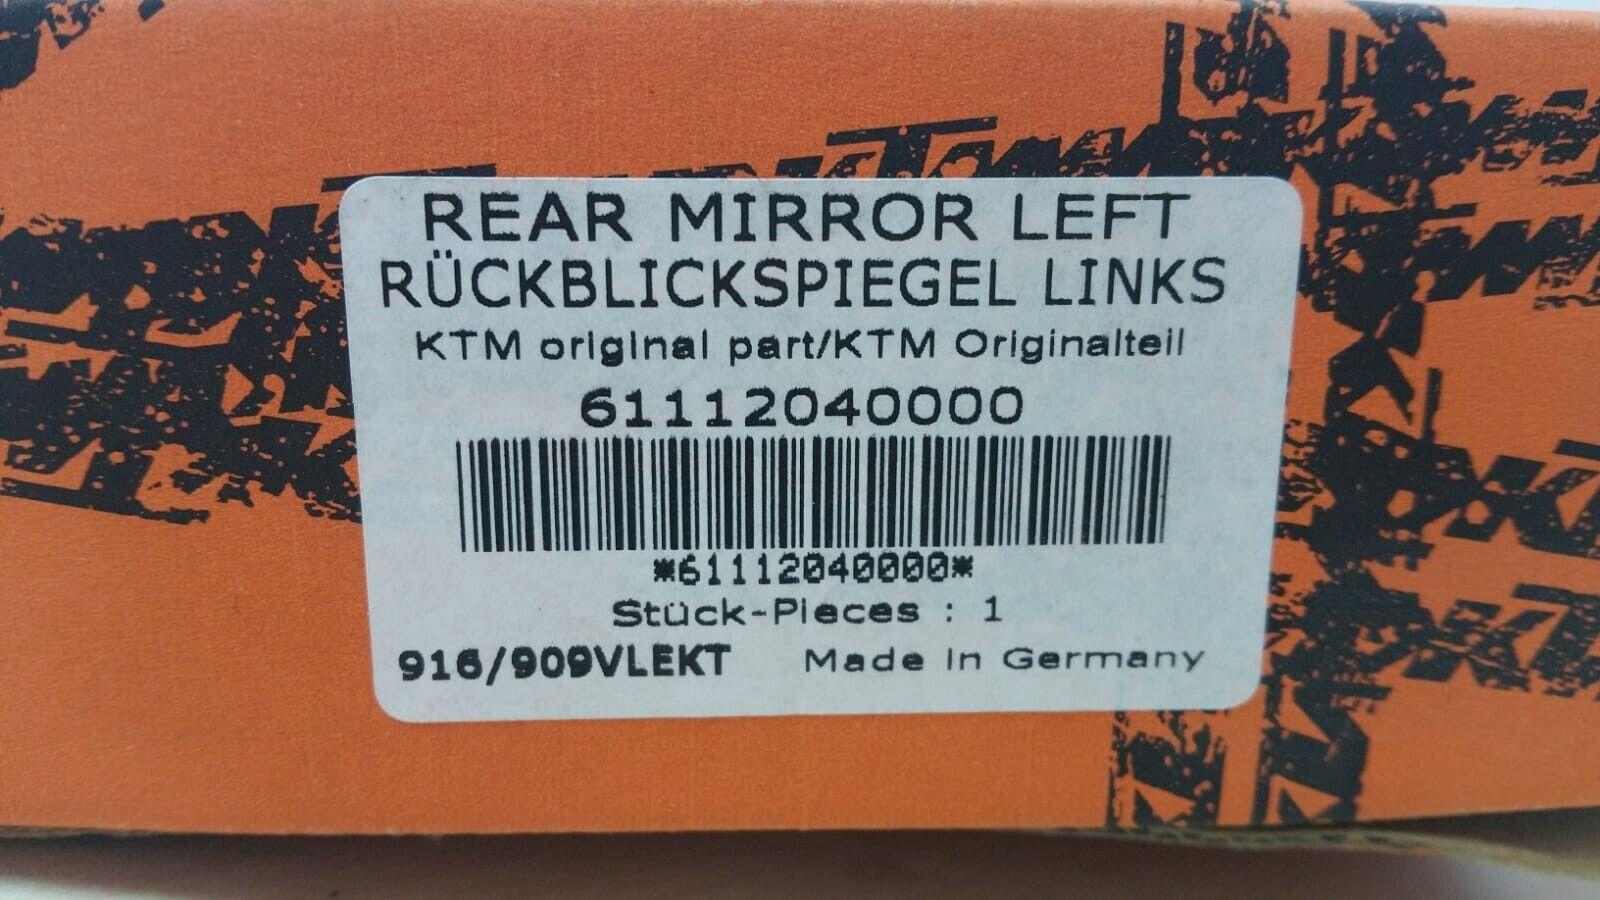 REAR MIRROR LEFT
RÜCKBLICKSPIEGEL LINKS
KTM original part/KTM Originalteil
61112040000
*61112040000*
Stück-Pieces : 1
916/909VLEKT Made in Germany